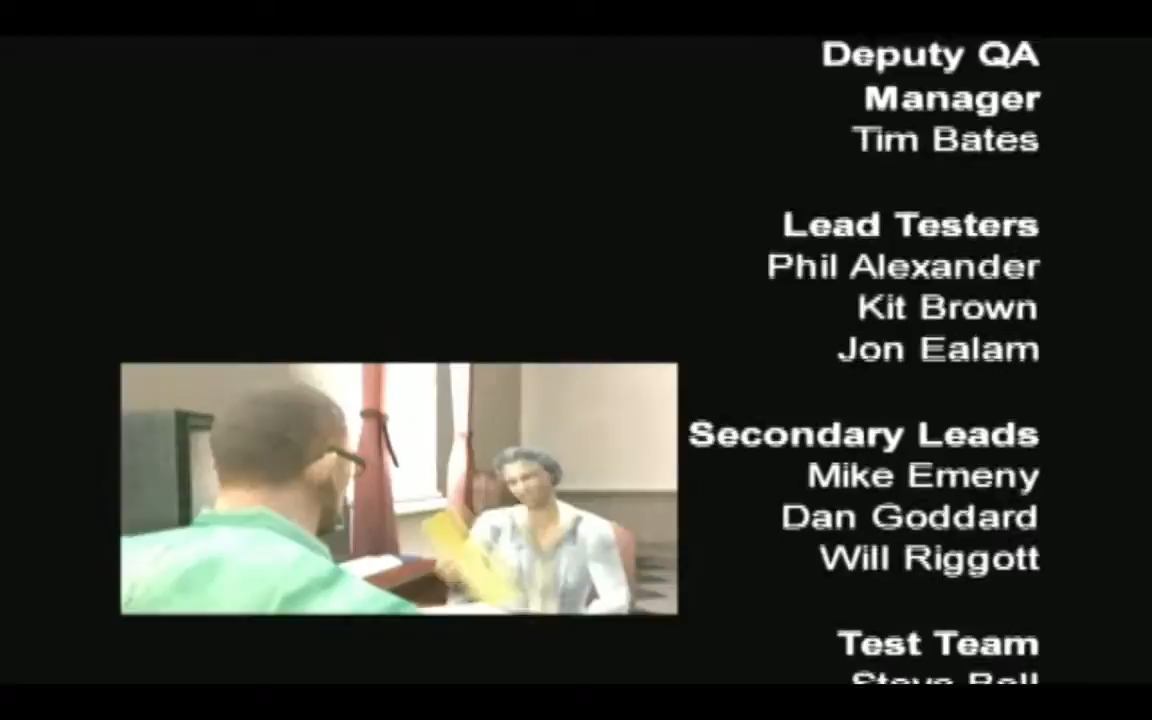 Deputy QA
Manager
Tim Bates
Lead Testers
Phil Alexander
Kit Brown
Jon Ealam
Secondary Leads
Mike Emeny
Dan Goddard
Will Riggott
Test Team